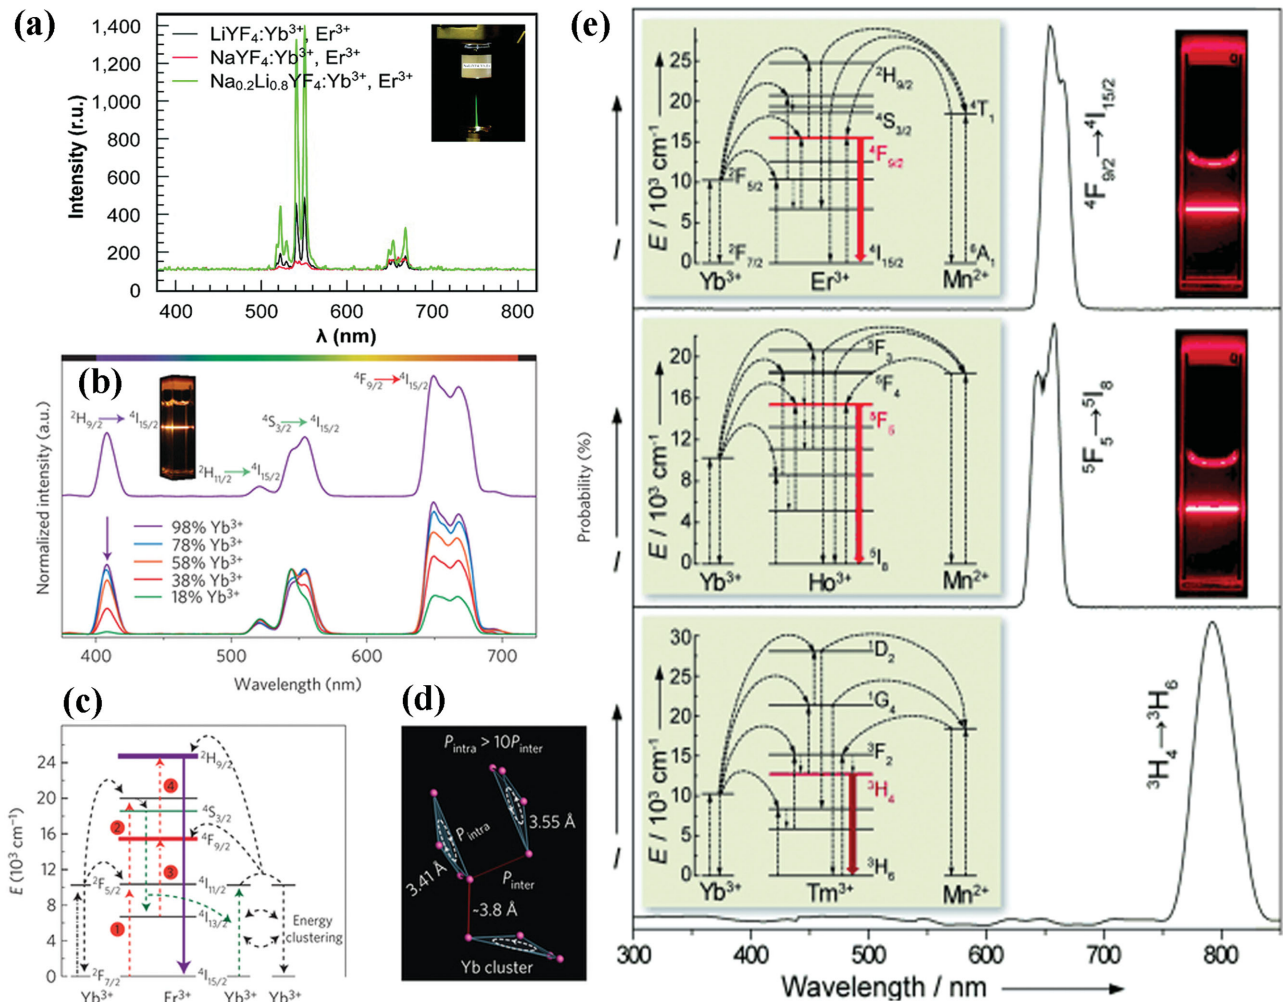 (a)
1,400
1,200
1,000
800
600
400
200
0
Intensity (r.u.)
LiYF4:Yb³⁺, Er³⁺
NaYF4:Yb³⁺, Er³⁺
Na0.2Li0.8YF4:Yb³⁺, Er³⁺
400 500 600 700 800
λ (nm)
(b)
Normalized intensity (a.u.)
²H9/2 → ⁴I15/2
²H11/2 → ⁴I15/2
⁴S3/2 → ⁴I15/2
⁴F9/2 → ⁴I15/2
98% Yb³⁺
78% Yb³⁺
58% Yb³⁺
38% Yb³⁺
18% Yb³⁺
400 500 600 700
Wavelength (nm)
(c)
E (10³ cm⁻¹)
24
20
16
12
8
4
0
²H9/2
⁴S3/2
⁴F9/2
²F5/2
⁴I11/2
⁴I13/2
²F7/2
⁴I15/2
1
2
3
4
Energy
clustering
Yb³⁺ Er³⁺ Yb³⁺ Yb³⁺
(d)
Pintra > 10Pinter
Pintra
3.55 Å
3.41 Å
Pinter
~3.8 Å
Yb cluster
(e)
Probability (%)
I
E / 10³ cm⁻¹
25
20
15
10
5
0
²F5/2
²F7/2
²H9/2
⁴S3/2
⁴F9/2
⁴I15/2
⁴T1
⁶A1
Yb³⁺ Er³⁺ Mn²⁺
⁴F9/2→⁴I15/2
I
E / 10³ cm⁻¹
20
16
12
8
4
0
⁵F3
⁵F4
⁵F5
⁵I8
Yb³⁺ Ho³⁺ Mn²⁺
⁵F5→⁵I8
I
E / 10³ cm⁻¹
30
25
20
15
10
5
0
¹D2
¹G4
³F2
³H4
³H6
Yb³⁺ Tm³⁺ Mn²⁺
³H4→³H6
300 400 500 600 700 800
Wavelength / nm